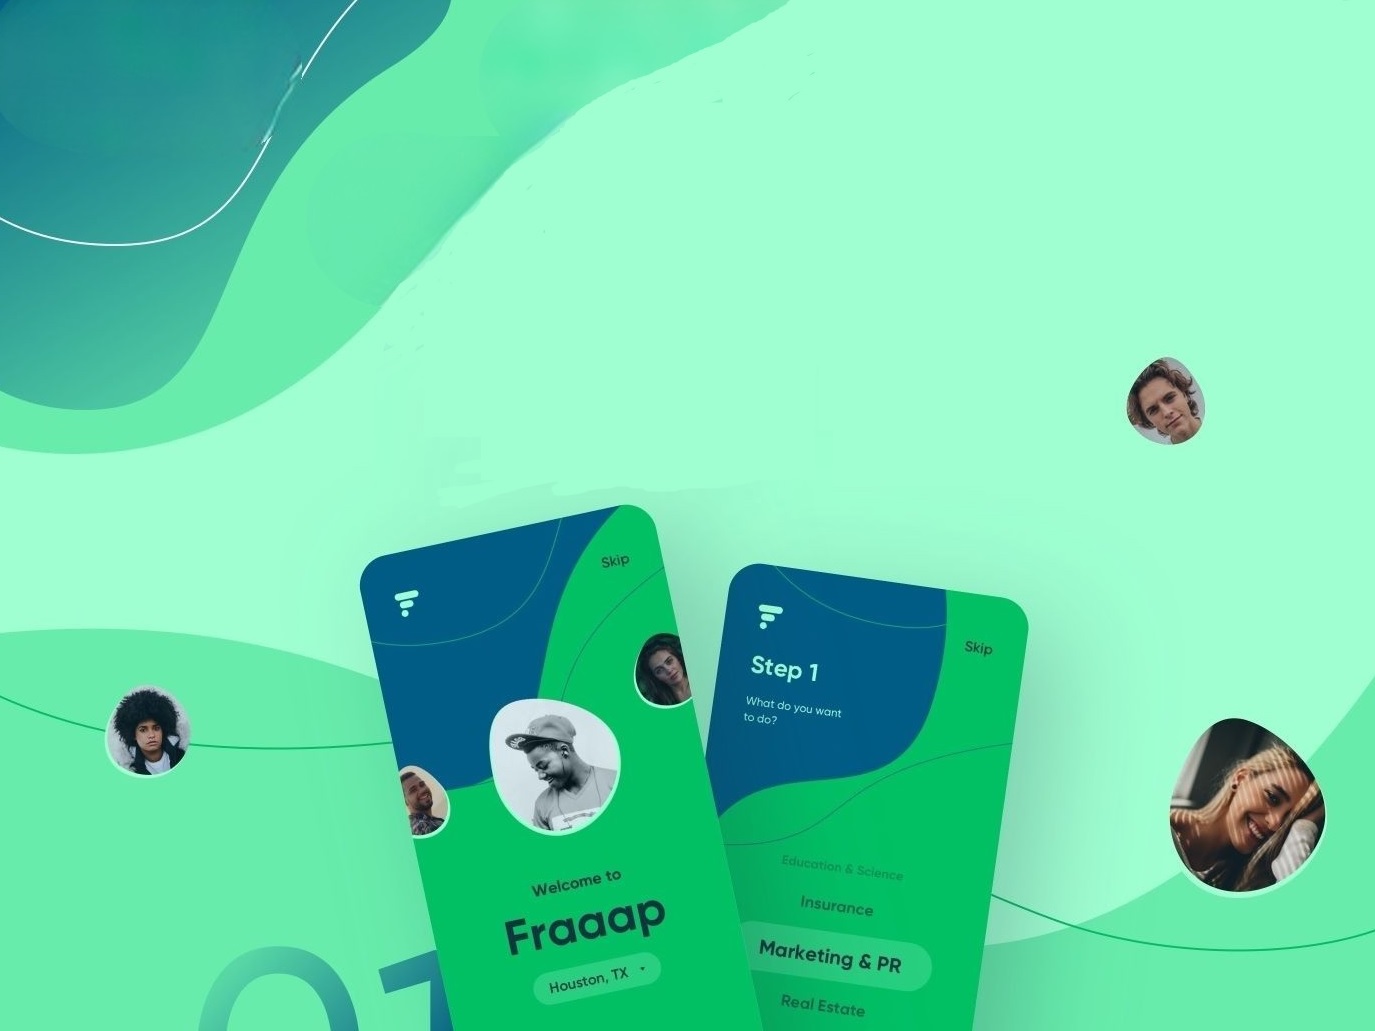 Skip
Welcome to
Fraaap
Houston, TX
Skip
Step 1
What do you want
to do?
Education & Science
Insurance
Marketing & PR
Real Estate
01